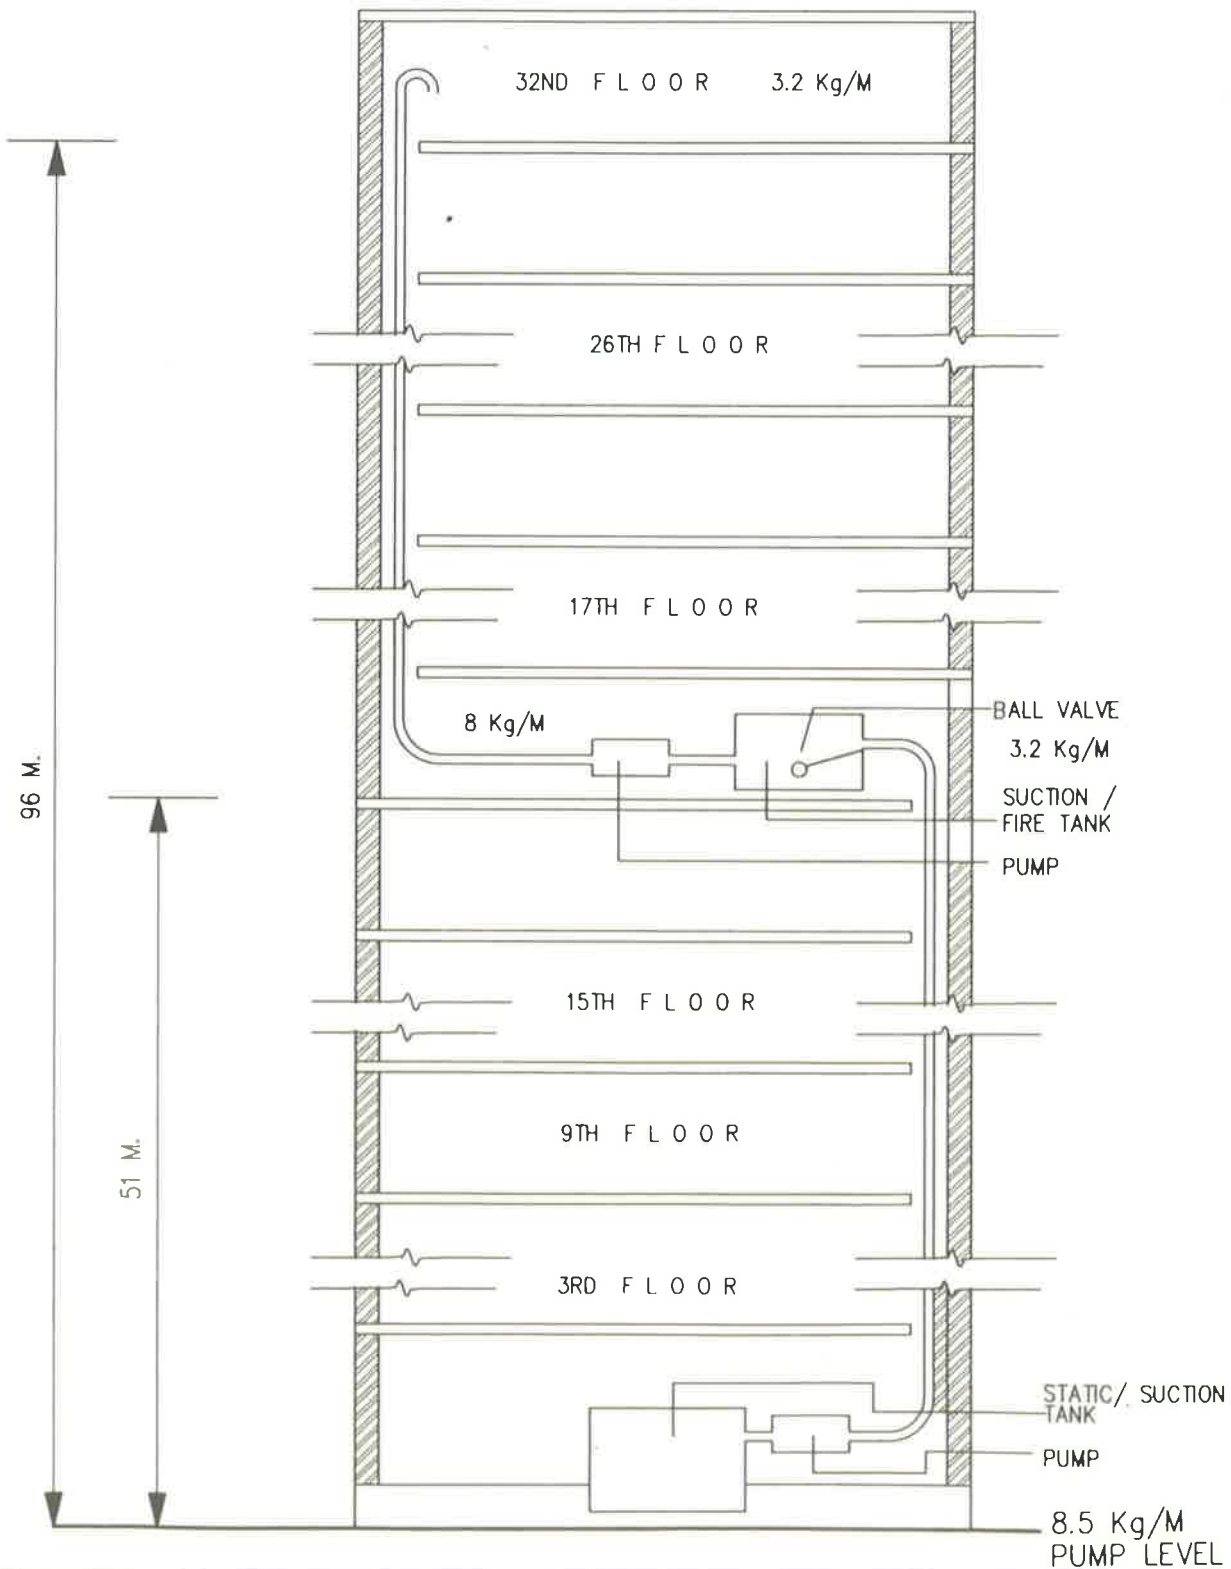 32ND FLOOR 3.2 Kg/M
26TH FLOOR
17TH FLOOR
8 Kg/M
BALL VALVE
3.2 Kg/M
SUCTION /
FIRE TANK
PUMP
96 M.
15TH FLOOR
9TH FLOOR
51 M.
3RD FLOOR
STATIC/ SUCTION
TANK
PUMP
8.5 Kg/M
PUMP LEVEL